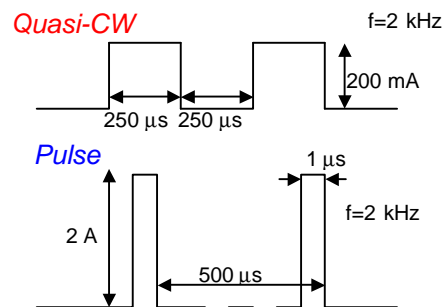 Quasi-CW
f=2 kHz
200 mA
250 μs 250 μs
Pulse
1 μs
2 A
f=2 kHz
500 μs